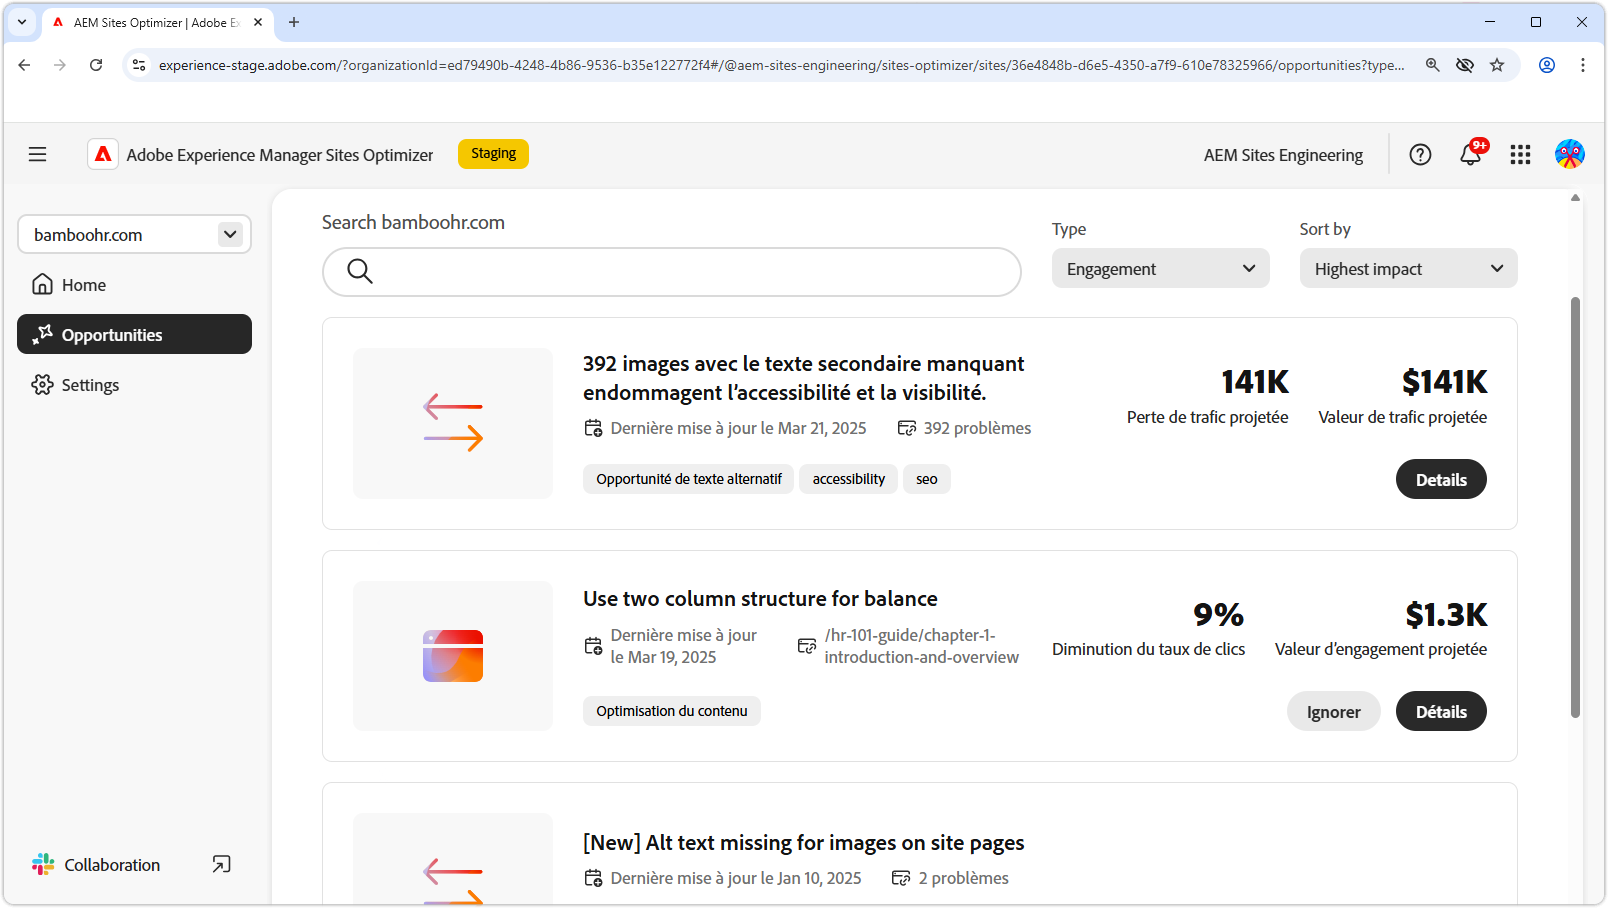 AEM Sites Optimizer | Adobe Ex
experience-stage.adobe.com/?organizationId=ed79490b-4248-4b86-9536-b35e122772f4#/@aem-sites-engineering/sites-optimizer/sites/36e4848b-d6e5-4350-a7f9-610e78325966/opportunities?type...
Adobe Experience Manager Sites Optimizer
Staging
AEM Sites Engineering
9+
bamboohr.com
Home
Opportunities
Settings
Collaboration
Search bamboohr.com
Type
Engagement
Sort by
Highest impact
392 images avec le texte secondaire manquant
endommagent l’accessibilité et la visibilité.
Dernière mise à jour le Mar 21, 2025
392 problèmes
Opportunité de texte alternatif
accessibility
seo
141K
Perte de trafic projetée
$141K
Valeur de trafic projetée
Details
Use two column structure for balance
Dernière mise à jour
le Mar 19, 2025
/hr-101-guide/chapter-1-
introduction-and-overview
Optimisation du contenu
9%
Diminution du taux de clics
$1.3K
Valeur d’engagement projetée
Ignorer
Détails
[New] Alt text missing for images on site pages
Dernière mise à jour le Jan 10, 2025
2 problèmes